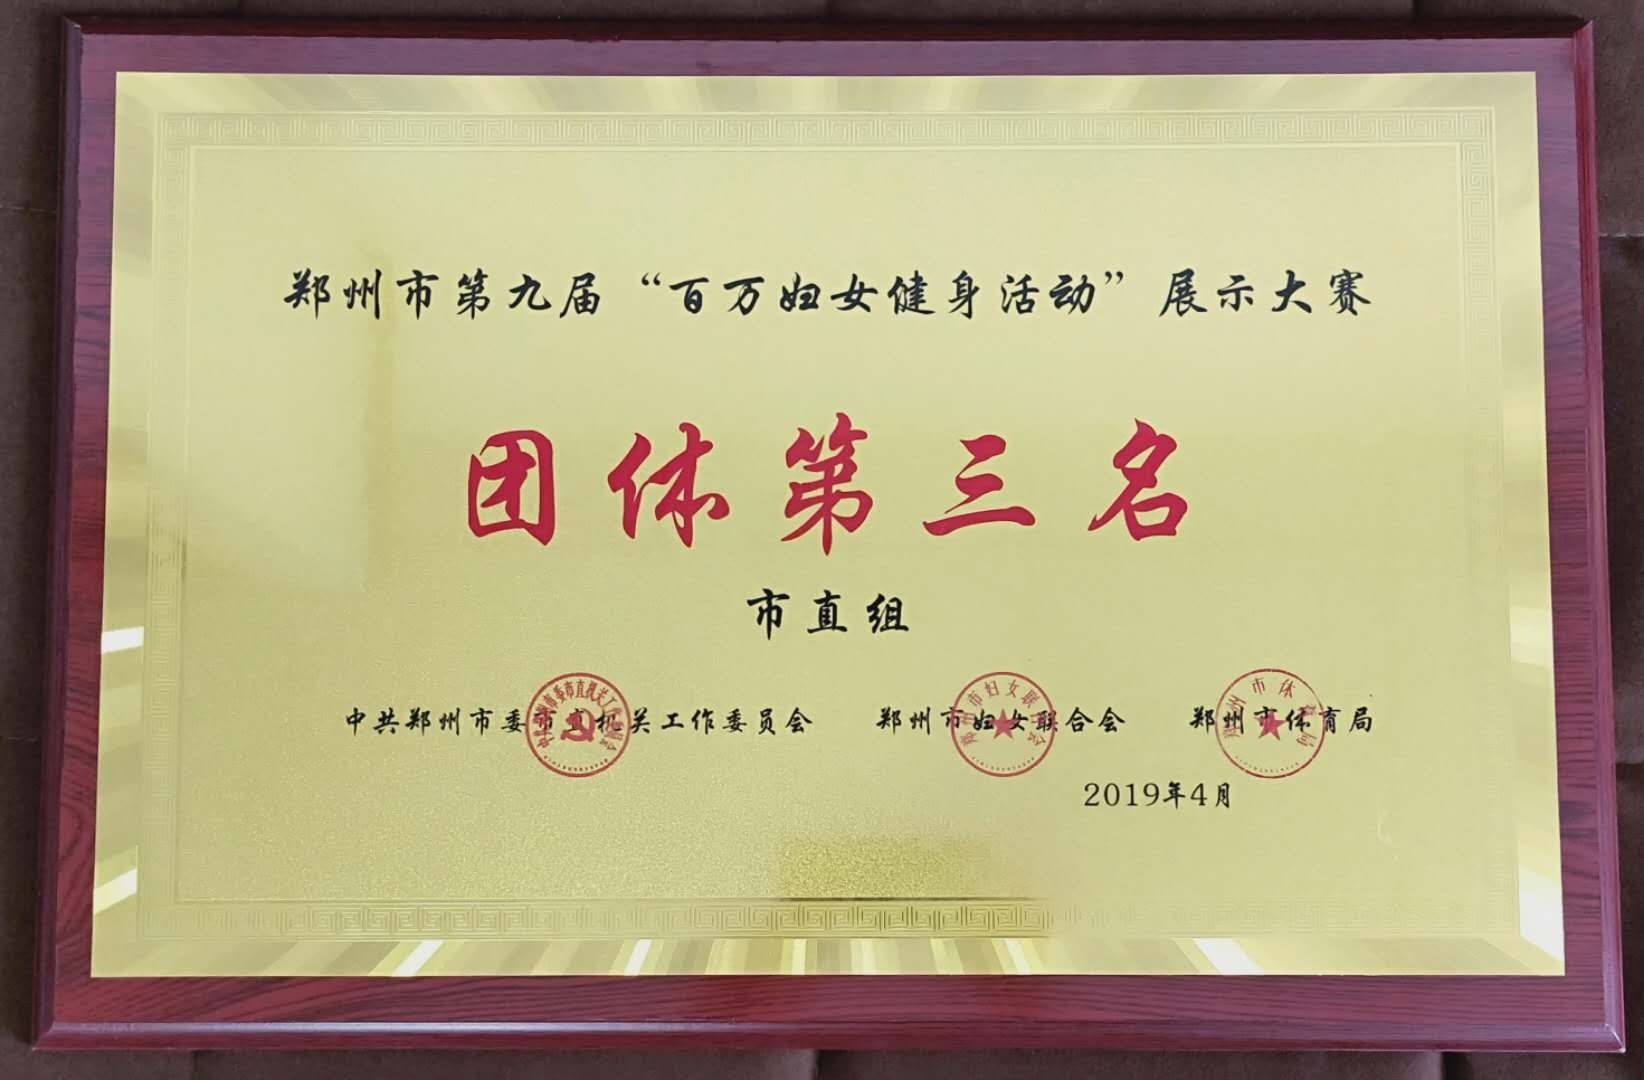 郑州市第九届“百万妇女健身活动”展示大赛
团体第三名
市直组
中共郑州市委市直机关工作委员会 郑州市妇女联合会 郑州市体育局
2019年4月